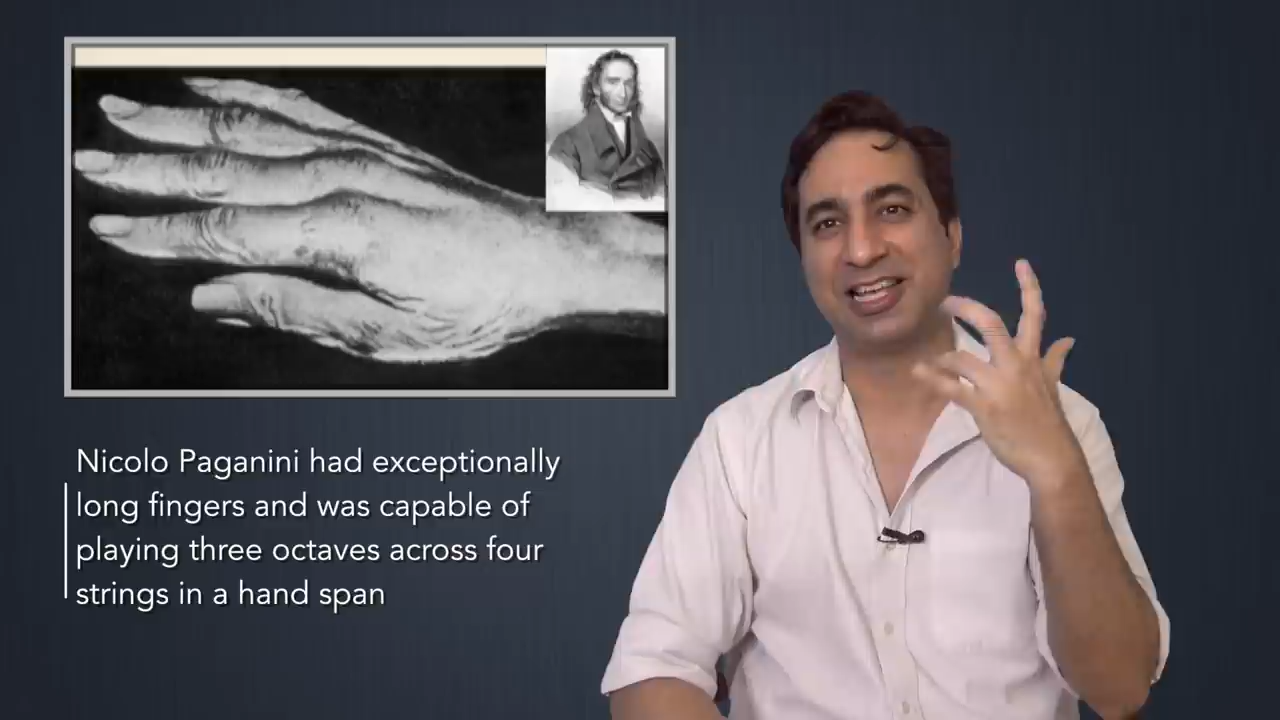 Nicolo Paganini had exceptionally
long fingers and was capable of
playing three octaves across four
strings in a hand span